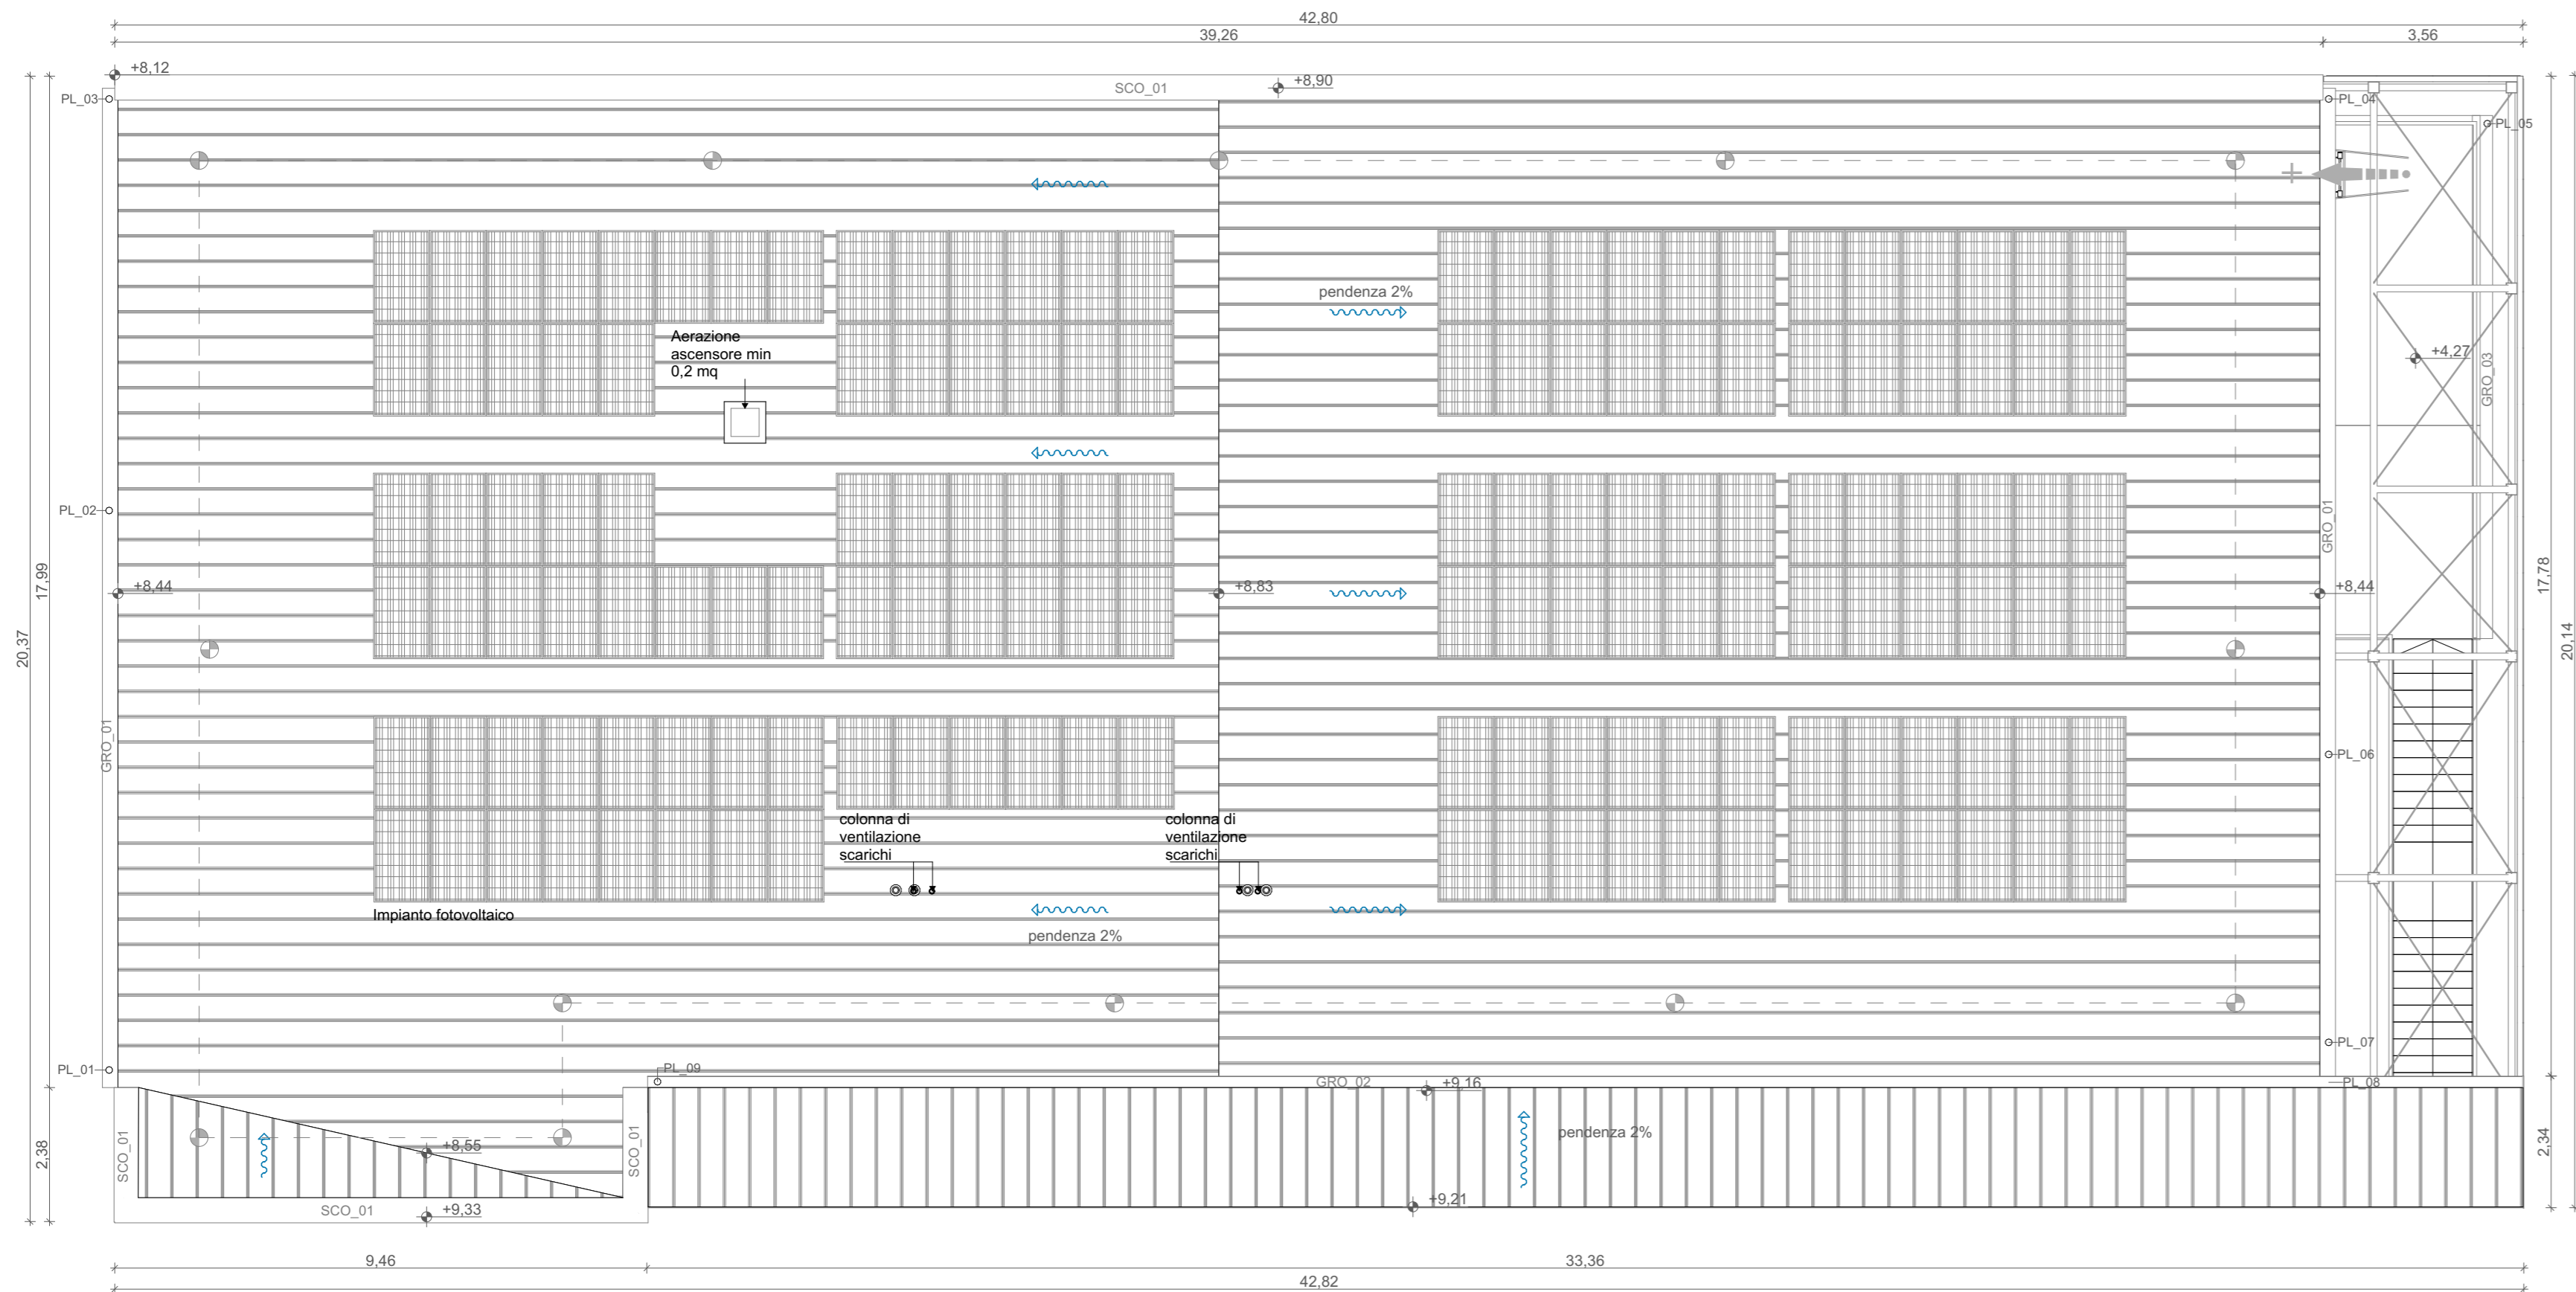 42,80
39,26
3,56
+8,12
SCO_01
+8,90
PL_03
PL_04
PL_05
pendenza 2%
Aerazione
ascensore min
0,2 mq
+4,27
GRO_03
PL_02
GRO_01
17,99
+8,44
+8,83
+8,44
17,78
20,37
20,14
GRO_01
PL_06
colonna di
ventilazione
scarichi
colonna di
ventilazione
scarichi
Impianto fotovoltaico
pendenza 2%
PL_07
PL_01
PL_09
GRO_02
+9,16
PL_08
SCO_01
+8,55
SCO_01
pendenza 2%
2,38
2,34
+9,21
SCO_01
+9,33
9,46
33,36
42,82